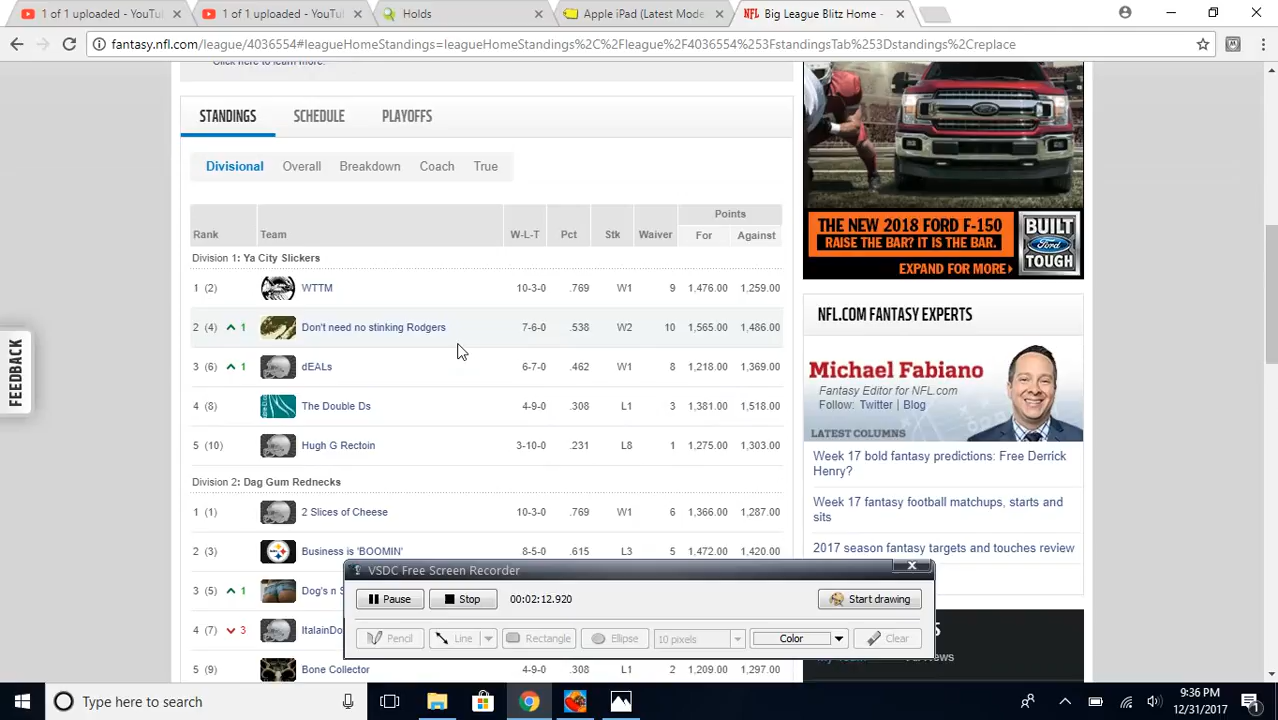 1 of 1 uploaded - YouTu
1 of 1 uploaded - YouTu
Holds
Apple iPad (Latest Mode
NFL Big League Blitz Home -
fantasy.nfl.com/league/4036554#leagueHomeStandings=leagueHomeStandings%2C%2Fleague%2F4036554%253FstandingsTab%253Dstandings%2Creplace
Click here to learn more.
STANDINGS SCHEDULE PLAYOFFS
Divisional Overall Breakdown Coach True
Points
Rank Team W-L-T Pct Stk Waiver For Against
Division 1: Ya City Slickers
1 (2) WTTM 10-3-0 .769 W1 9 1,476.00 1,259.00
2 (4) 1 Don't need no stinking Rodgers 7-6-0 .538 W2 10 1,565.00 1,486.00
3 (6) 1 dEALs 6-7-0 .462 W1 8 1,218.00 1,369.00
4 (8) The Double Ds 4-9-0 .308 L1 3 1,381.00 1,518.00
5 (10) Hugh G Rectoin 3-10-0 .231 L8 1 1,275.00 1,303.00
Division 2: Dag Gum Rednecks
1 (1) 2 Slices of Cheese 10-3-0 .769 W1 6 1,366.00 1,287.00
2 (3) Business is 'BOOMIN' 8-5-0 .615 L3 5 1,472.00 1,420.00
3 (5) 1 Dog's n S
4 (7) 3 ItalainDo
5 (9) Bone Collector 4-9-0 .308 L1 2 1,209.00 1,297.00
FEEDBACK
Ford
THE NEW 2018 FORD F-150
RAISE THE BAR? IT IS THE BAR.
EXPAND FOR MORE
BUILT
Ford
TOUGH
NFL.COM FANTASY EXPERTS
Michael Fabiano
Fantasy Editor for NFL.com
Follow: Twitter | Blog
LATEST COLUMNS
Week 17 bold fantasy predictions: Free Derrick
Henry?
Week 17 fantasy football matchups, starts and
sits
2017 season fantasy targets and touches review
VSDC Free Screen Recorder
Pause Stop 00:02:12.920 Start drawing
Pencil Line Rectangle Ellipse 10 pixels Color Clear
Type here to search
9:36 PM
12/31/2017
1